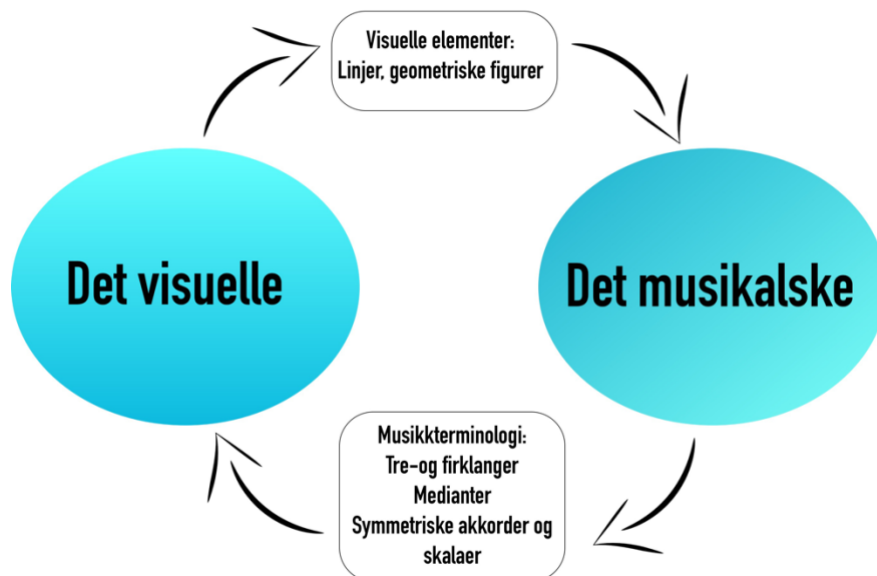 Visuelle elementer:
Linjer, geometriske figurer
Det visuelle
Det musikalske
Musikkterminologi:
Tre-og firklanger
Medianter
Symmetriske akkorder og
skalaer